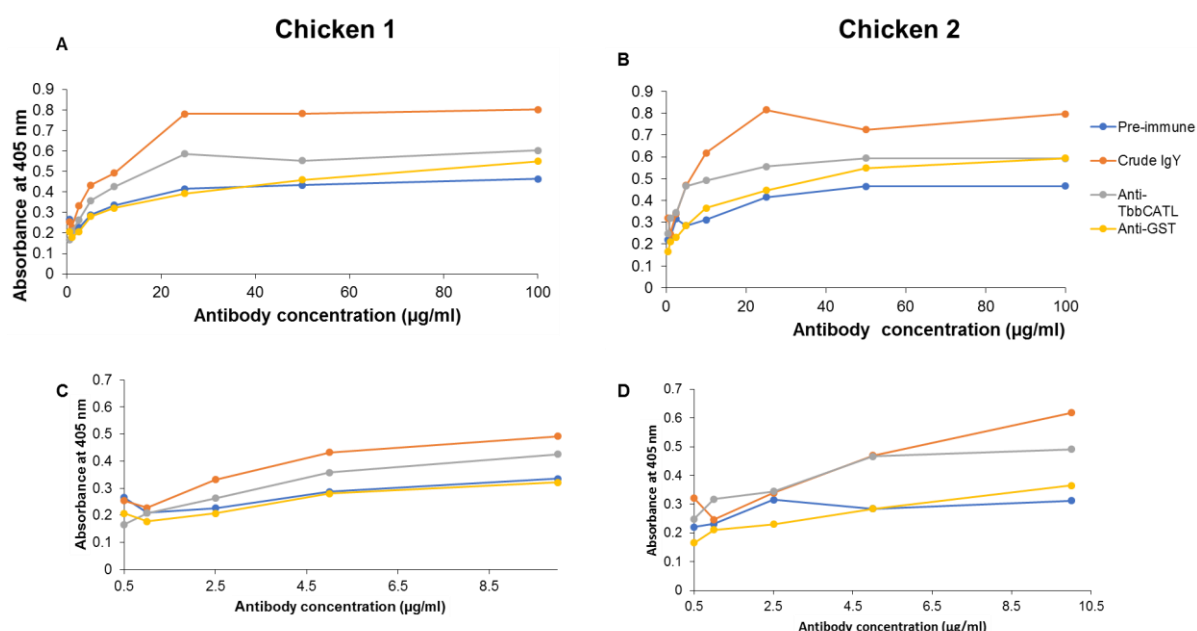 Chicken 1
Chicken 2
A
Absorbance at 405 nm
0.9
0.8
0.7
0.6
0.5
0.4
0.3
0.2
0.1
0
0 20 40 60 80 100
Antibody concentration (µg/ml)
B
0.9
0.8
0.7
0.6
0.5
0.4
0.3
0.2
0.1
0
0 20 40 60 80 100
Antibody concentration (µg/ml)
Pre-immune
Crude IgY
Anti-
TbbCATL
Anti-GST
C
Absorbance at 405 nm
0.7
0.6
0.5
0.4
0.3
0.2
0.1
0
0.5 2.5 4.5 6.5 8.5
Antibody concentration (µg/ml)
D
Absorbance at 405 nm
0.7
0.6
0.5
0.4
0.3
0.2
0.1
0
0.5 2.5 4.5 6.5 8.5 10.5
Antibody concentration (µg/ml)